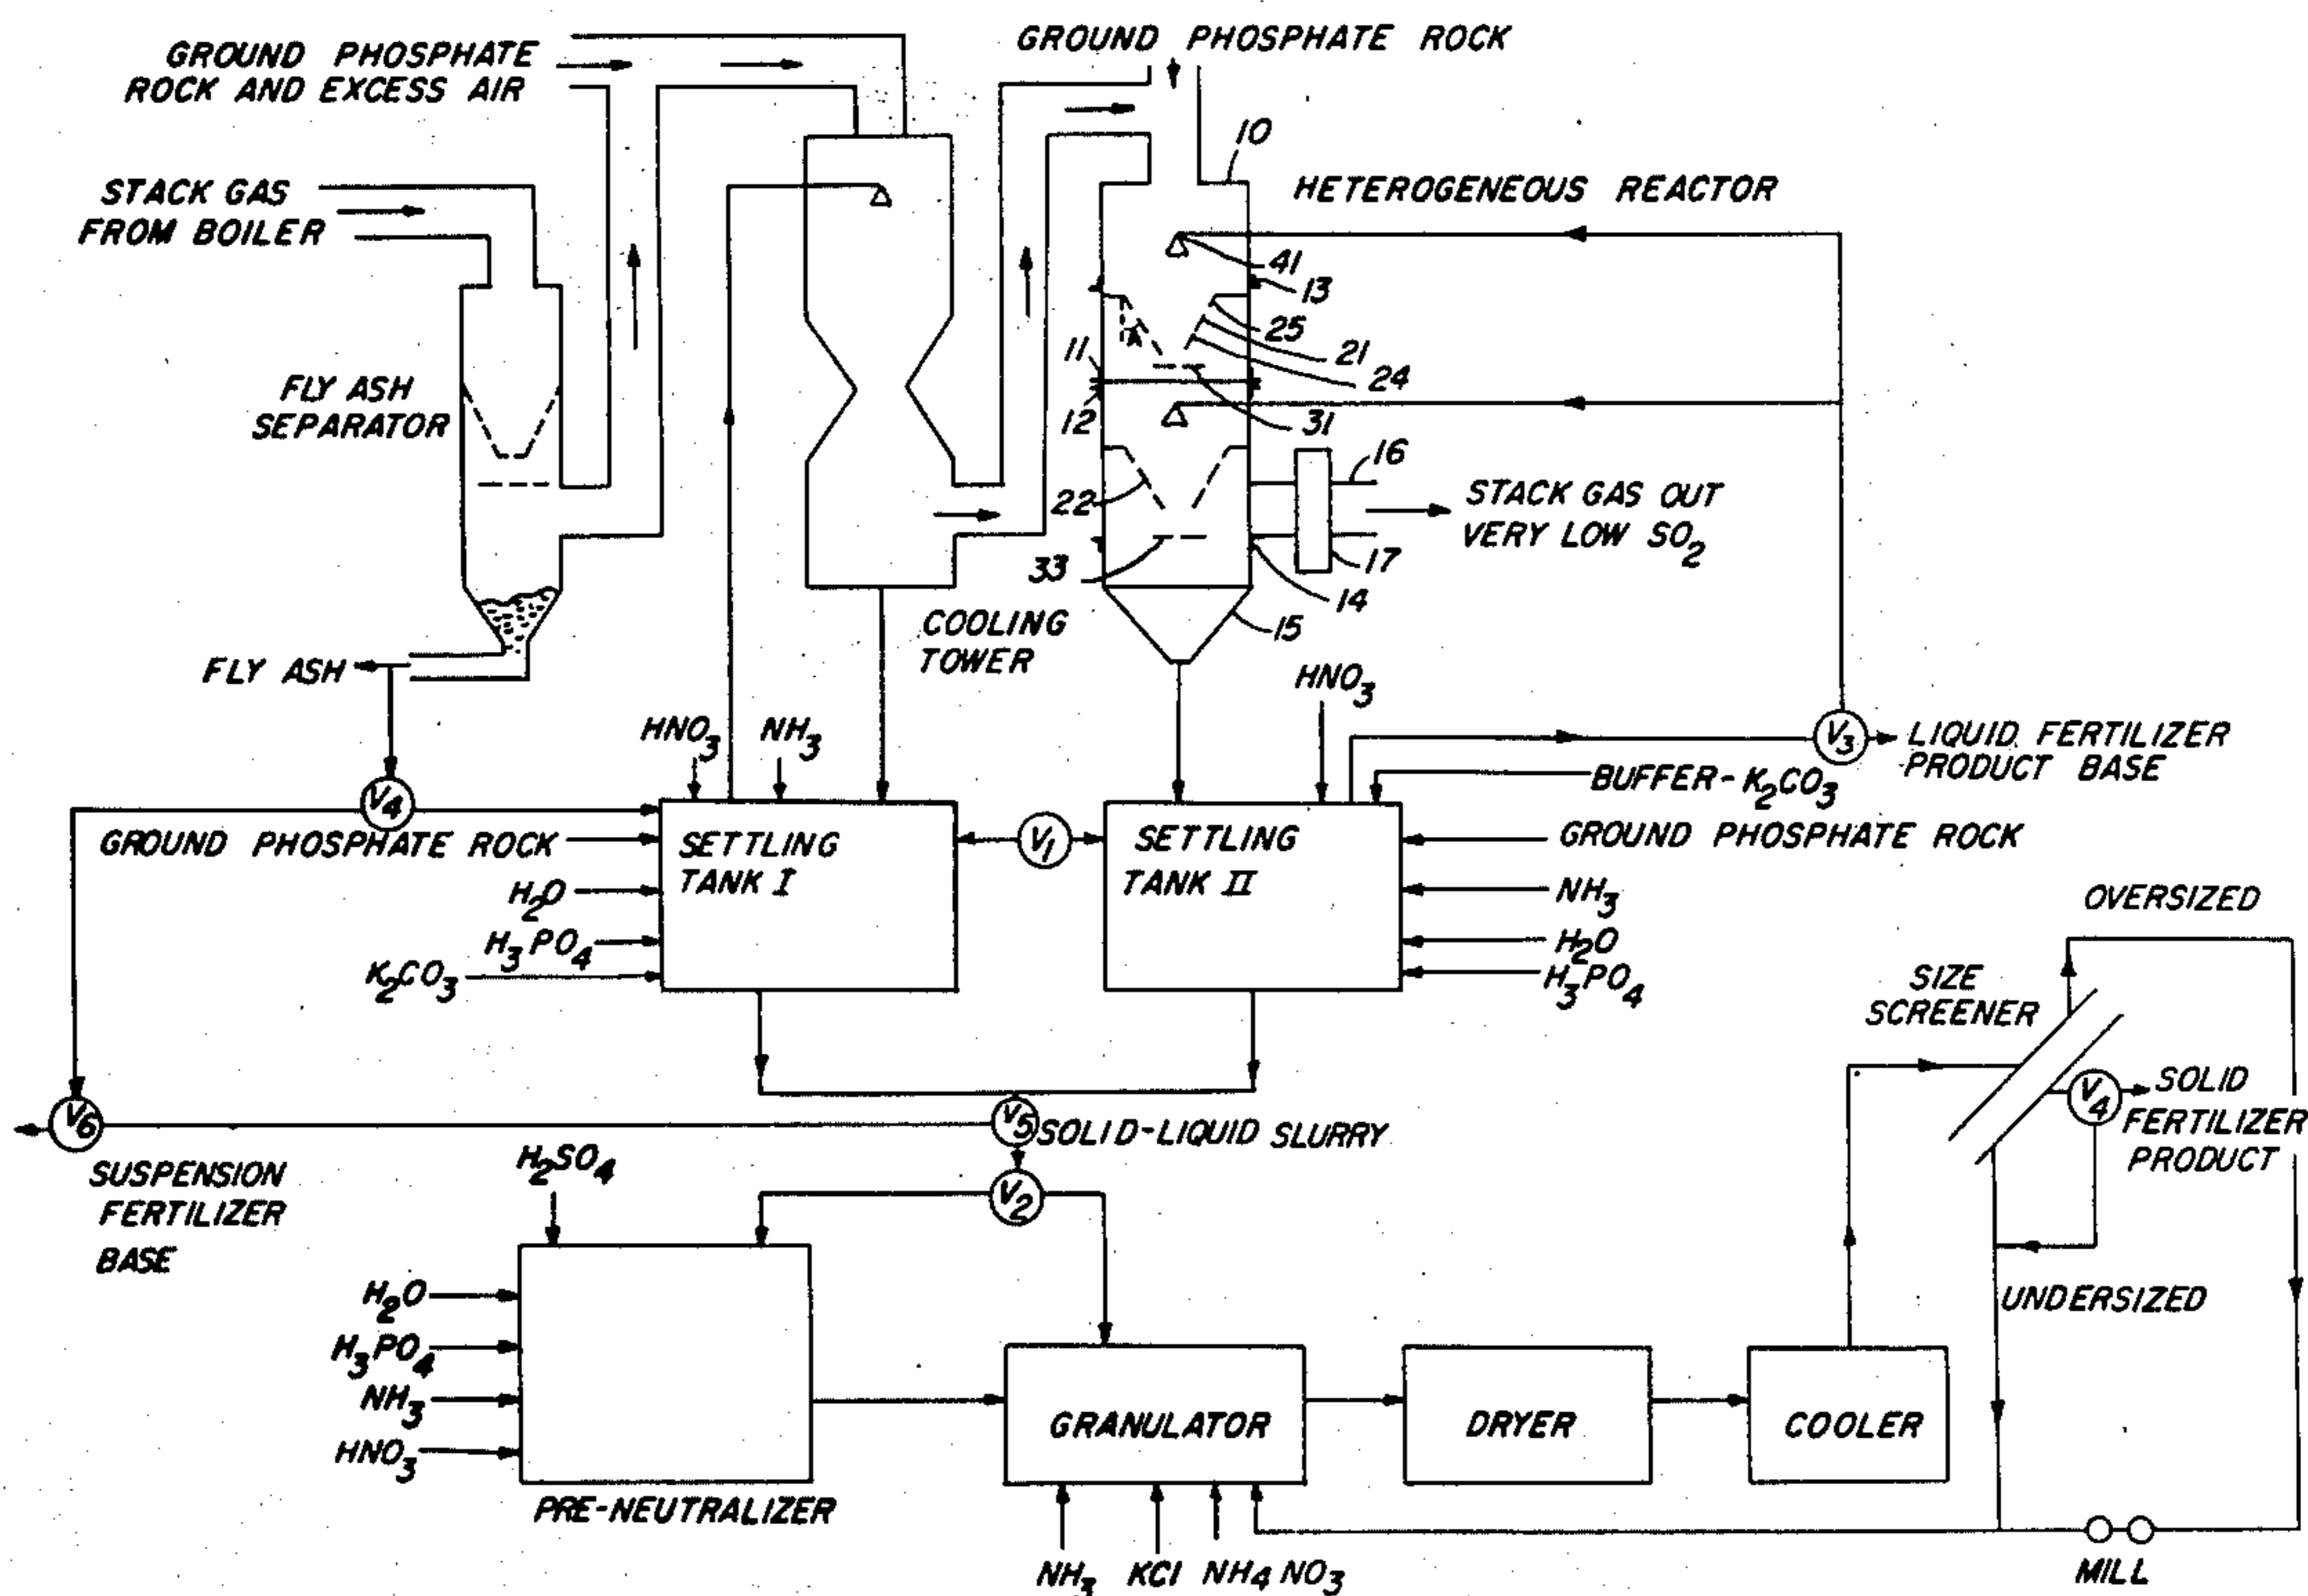 GROUND PHOSPHATE
ROCK AND EXCESS AIR
GROUND PHOSPHATE ROCK
STACK GAS
FROM BOILER
10
HETEROGENEOUS REACTOR
41
13
25
21
24
11
12
31
FLY ASH
SEPARATOR
16
22
STACK GAS OUT
VERY LOW SO2
33
17
14
15
COOLING
TOWER
FLY ASH
HNO3
NH3
HNO3
V3
LIQUID FERTILIZER
PRODUCT BASE
BUFFER-K2CO3
V4
GROUND PHOSPHATE ROCK
SETTLING
TANK I
V1
SETTLING
TANK II
GROUND PHOSPHATE ROCK
H2O
NH3
H3PO4
H2O
K2CO3
H3PO4
OVERSIZED
SIZE
SCREENER
V4
SOLID
FERTILIZER
PRODUCT
V6
V5
SOLID-LIQUID SLURRY
SUSPENSION
FERTILIZER
BASE
H2SO4
V2
UNDERSIZED
H2O
H3PO4
NH3
HNO3
PRE-NEUTRALIZER
GRANULATOR
DRYER
COOLER
NH3 KCl NH4NO3
MILL